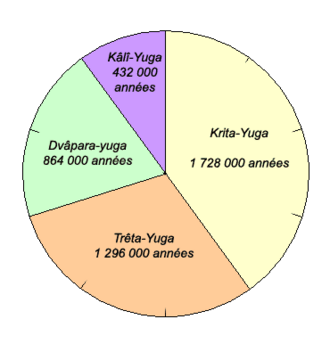 Kâlî-Yuga
432 000
années
Krita-Yuga
1 728 000 années
Dvâpara-yuga
864 000 années
Trêta-Yuga
1 296 000 années